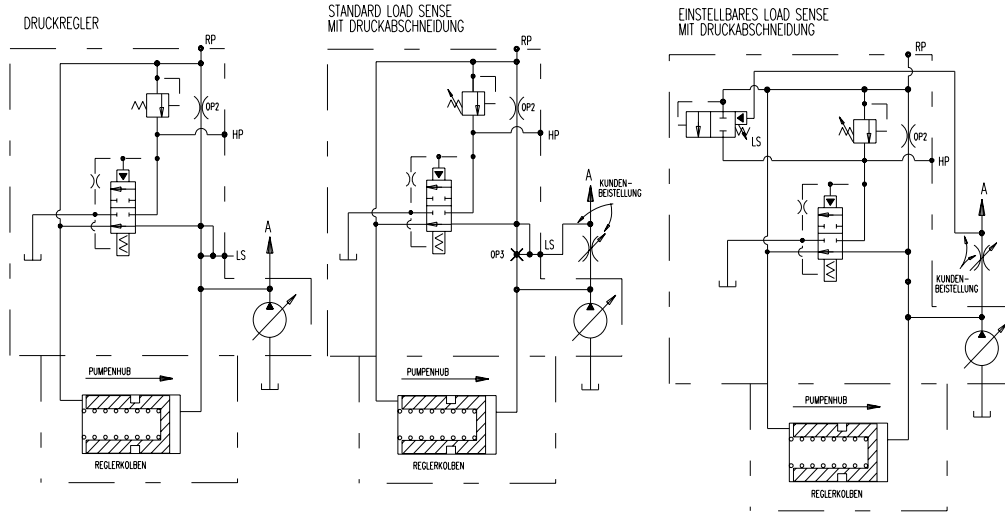 DRUCKREGLER
RP
OP2
HP
A
LS
PUMPENHUB
REGLERKOLBEN
STANDARD LOAD SENSE
MIT DRUCKABSCHNEIDUNG
RP
OP2
HP
A
KUNDEN-
BEISTELLUNG
LS
OP3
PUMPENHUB
REGLERKOLBEN
EINSTELLBARES LOAD SENSE
MIT DRUCKABSCHNEIDUNG
RP
OP2
LS
HP
A
KUNDEN-
BEISTELLUNG
PUMPENHUB
REGLERKOLBEN